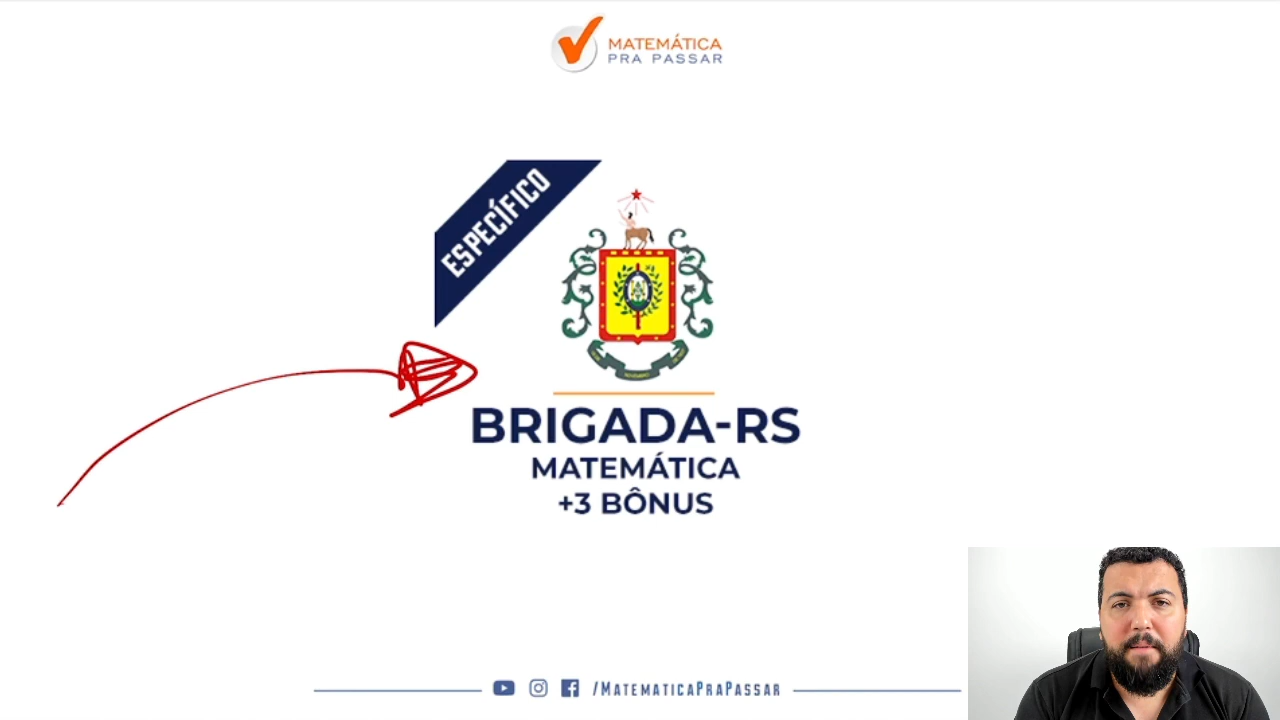 MATEMÁTICA
PRA PASSAR
ESPECÍFICO
BRIGADA-RS
MATEMÁTICA
+3 BÔNUS
/MATEMATICAPRAPASSAR